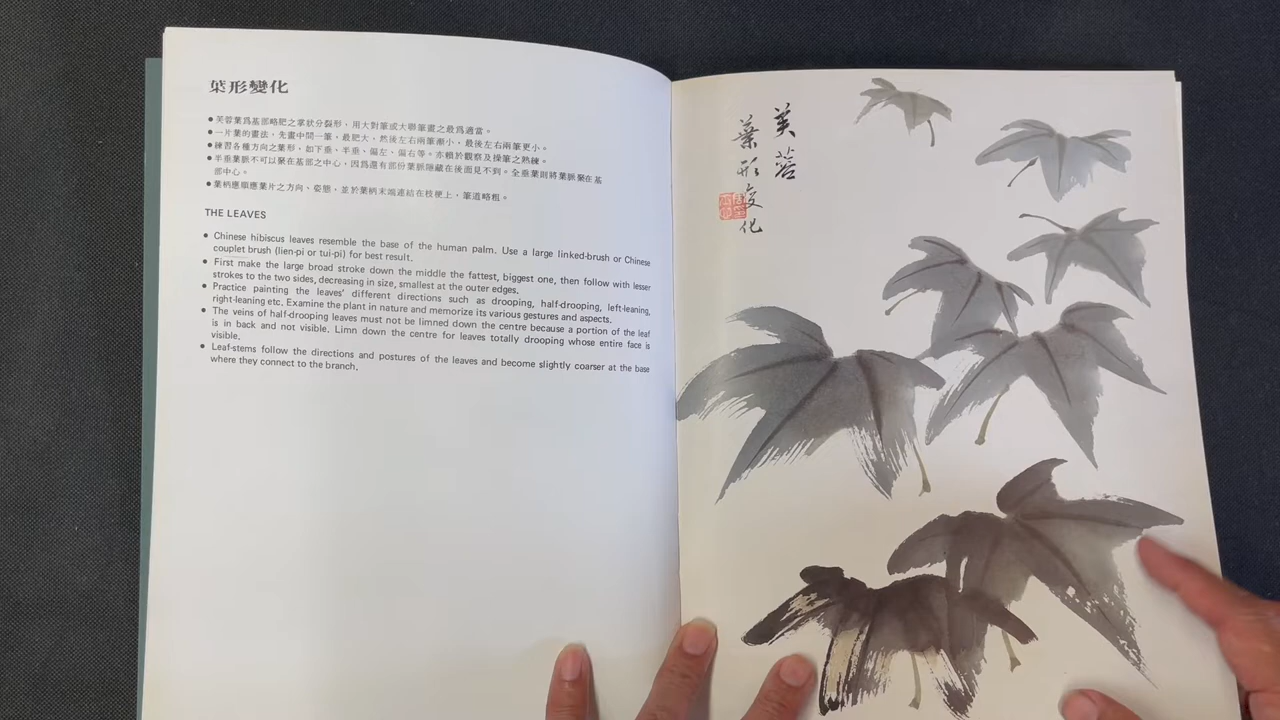 葉形變化
●芙蓉葉爲基部略肥之掌狀分裂形，用大對筆或大聯筆畫之最爲適當。
●一片葉的畫法，先畫中間一筆，最肥大，然後左右兩筆漸小，最後左右兩筆更小。
●練習各種方向之葉形，如下垂、半垂、偏左、偏右等。亦賴於觀察及操筆之熟練。
●半垂葉脈不可以聚在基部之中心，因爲還有部份葉脈隱藏在後面見不到。全垂葉則將葉脈聚在基
部中心。
●葉柄應順應葉片之方向、姿態，並於葉柄末端連結在枝梗上，筆道略粗。
THE LEAVES
● Chinese hibiscus leaves resemble the base of the human palm. Use a large linked-brush or Chinese
couplet brush (lien-pi or tui-pi) for best result.
● First make the large broad stroke down the middle the fattest, biggest one, then follow with lesser
strokes to the two sides, decreasing in size, smallest at the outer edges.
● Practice painting the leaves' different directions such as drooping, half-drooping, left-leaning,
right-leaning etc. Examine the plant in nature and memorize its various gestures and aspects.
● The veins of half-drooping leaves must not be limned down the centre because a portion of the leaf
is in back and not visible. Limn down the centre for leaves totally drooping whose entire face is
visible.
● Leaf-stems follow the directions and postures of the leaves and become slightly coarser at the base
where they connect to the branch.
芙蓉
葉形变化